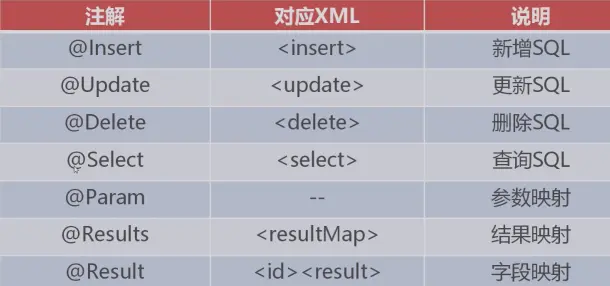 注解 对应XML 说明
@Insert <insert> 新增SQL
@Update <update> 更新SQL
@Delete <delete> 删除SQL
@Select <select> 查询SQL
@Param -- 参数映射
@Results <resultMap> 结果映射
@Result <id><result> 字段映射